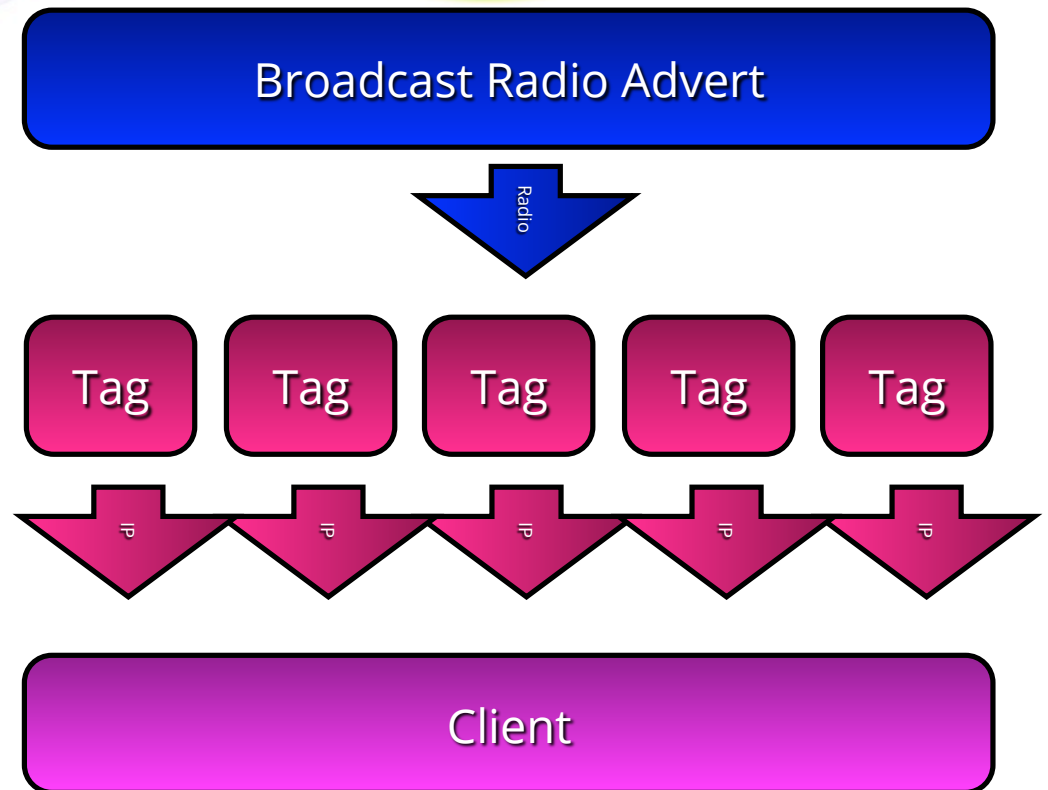 Broadcast Radio Advert
Radio
Tag Tag Tag Tag Tag
IP IP IP IP IP
Client